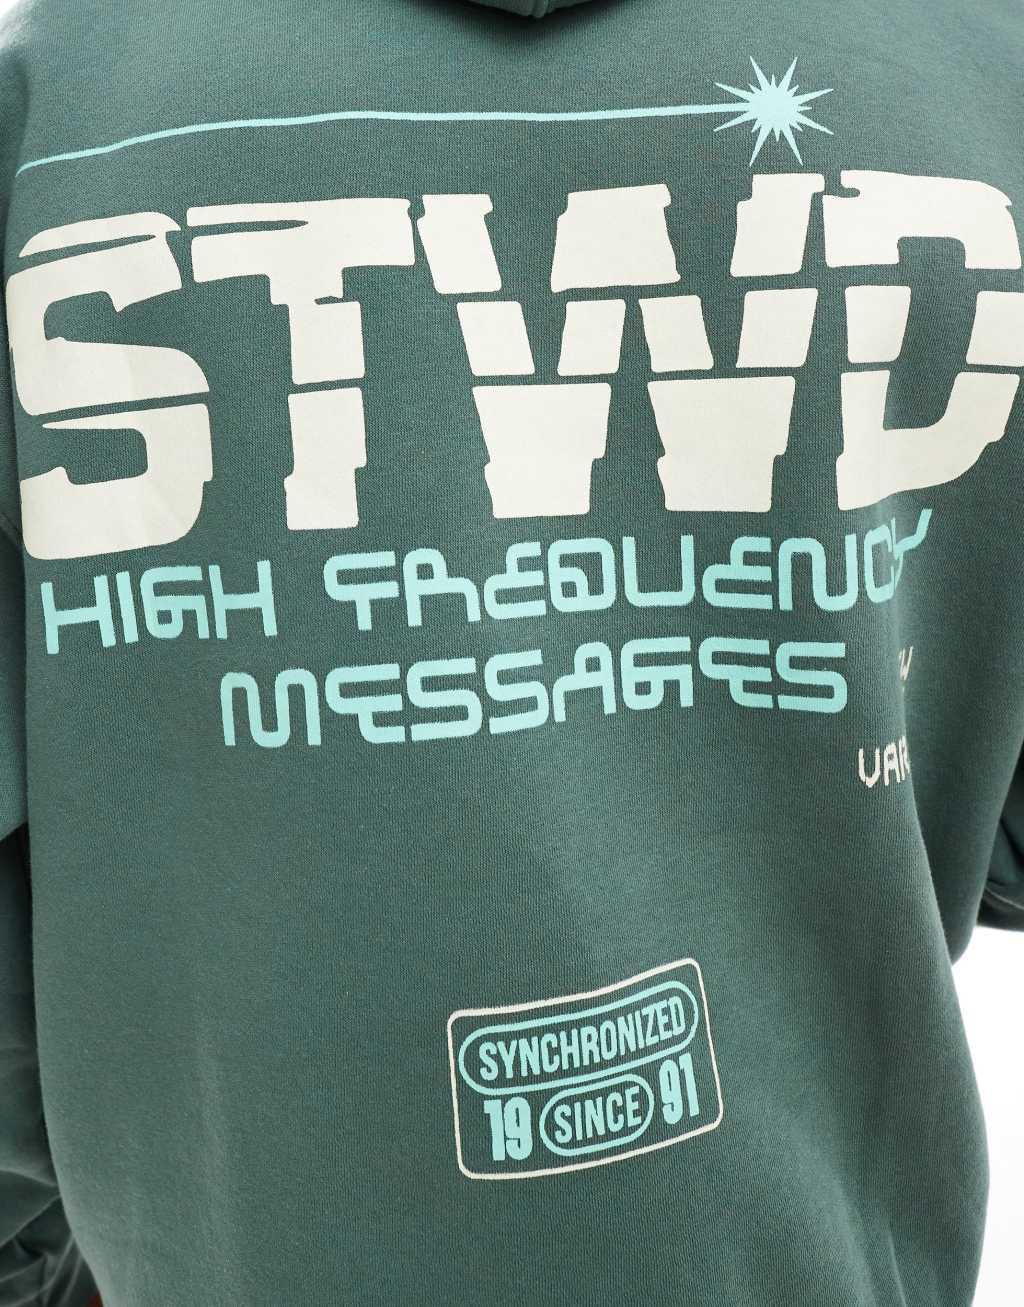 STWD
HIGH FREQUENCY
MESSAGES
SYNCHRONIZED
19 SINCE 91